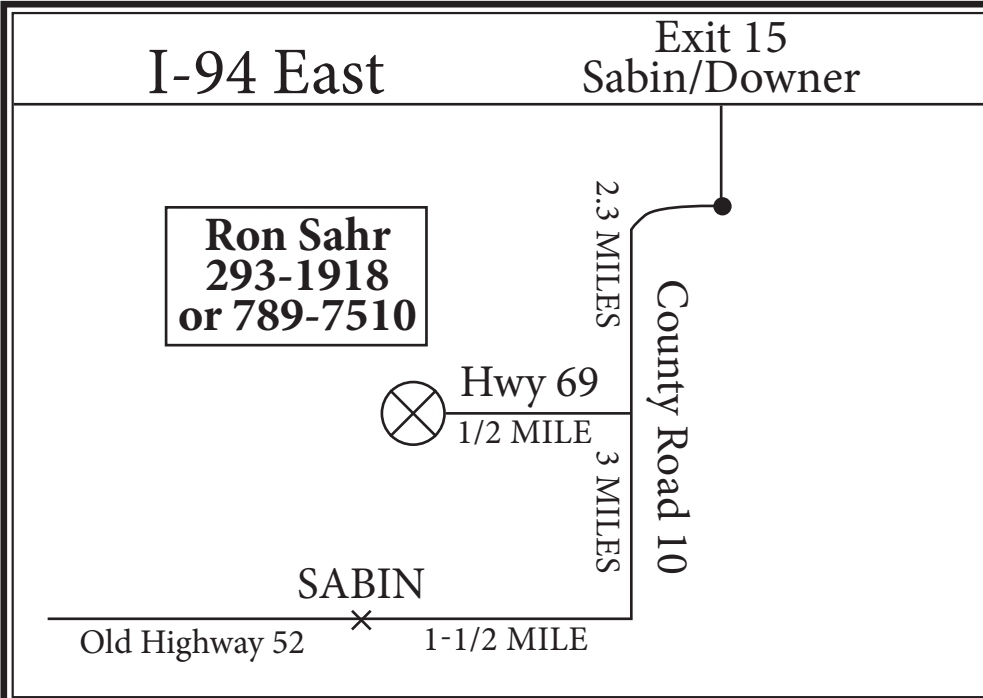 I-94 East
Exit 15
Sabin/Downer
Ron Sahr
293-1918
or 789-7510
2.3 MILES
County Road 10
Hwy 69
1/2 MILE
3 MILES
SABIN
Old Highway 52
1-1/2 MILE